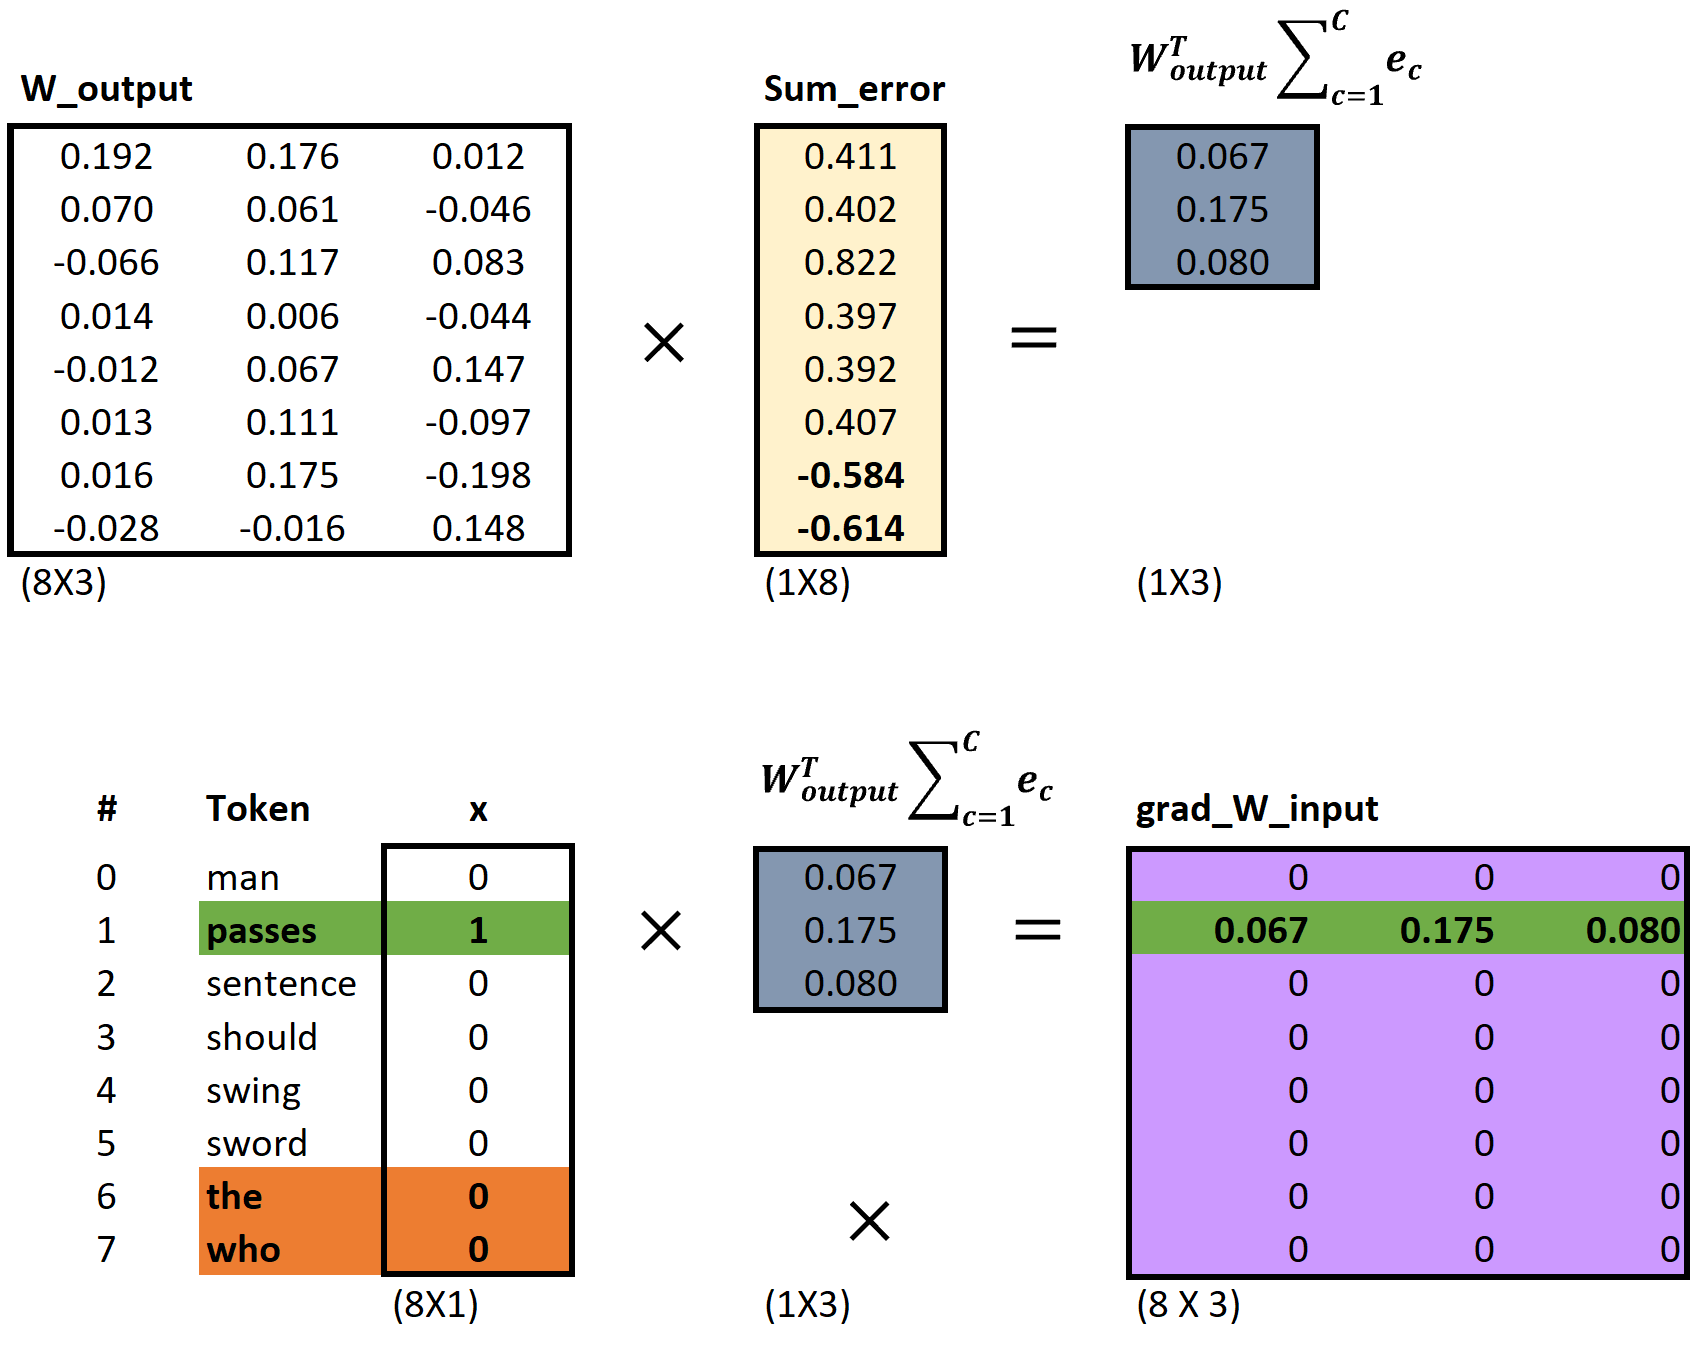 W_output Sum_error W^T_output ∑^C_c=1 e_c
0.192 0.176 0.012 0.411 0.067
0.070 0.061 -0.046 0.402 0.175
-0.066 0.117 0.083 0.822 0.080
0.014 0.006 -0.044 0.397
× =
-0.012 0.067 0.147 0.392
0.013 0.111 -0.097 0.407
0.016 0.175 -0.198 -0.584
-0.028 -0.016 0.148 -0.614
(8X3) (1X8) (1X3)
# Token x W^T_output ∑^C_c=1 e_c grad_W_input
0 man 0 0.067 0 0 0
1 passes 1 × 0.175 = 0.067 0.175 0.080
2 sentence 0 0.080 0 0 0
3 should 0 0 0 0
4 swing 0 0 0 0
5 sword 0 0 0 0
6 the 0 × 0 0 0
7 who 0 0 0 0
(8X1) (1X3) (8 X 3)